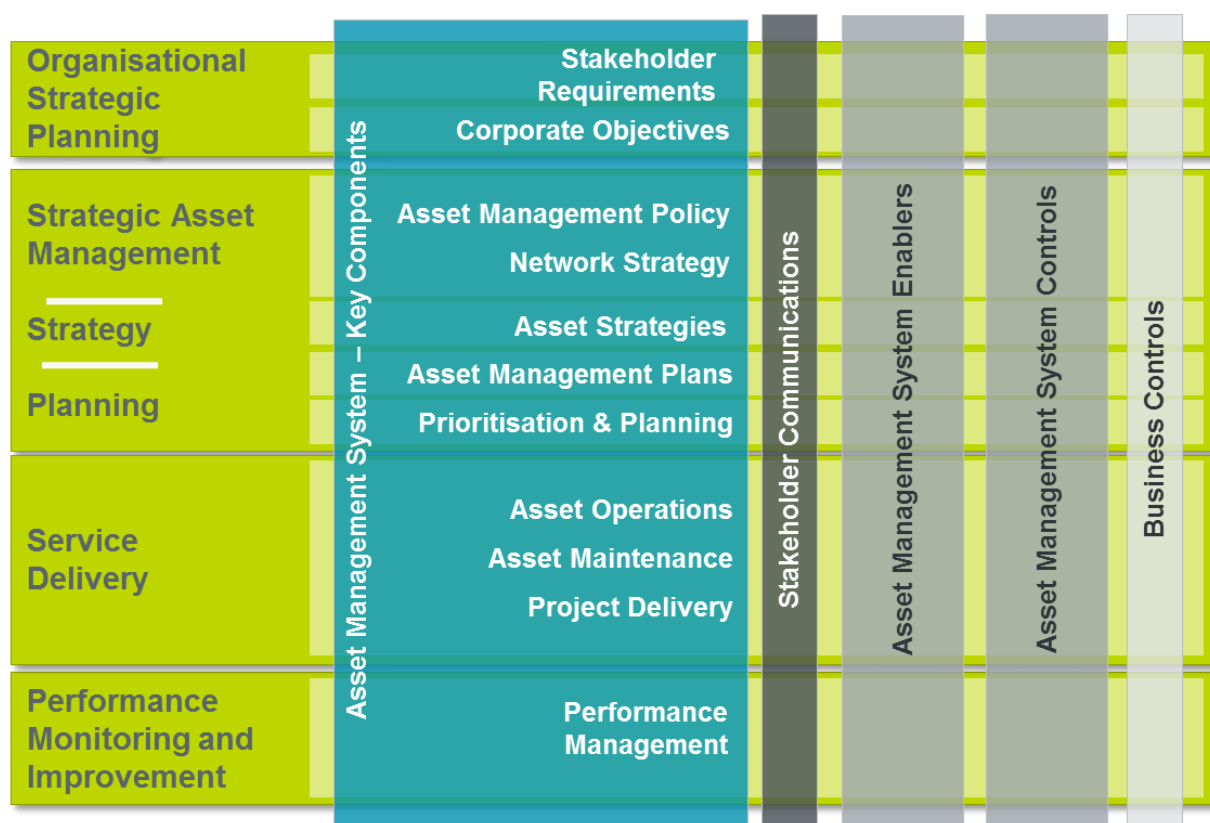 Organisational
Strategic
Planning
Strategic Asset
Management
Strategy
Planning
Service
Delivery
Performance
Monitoring and
Improvement
Asset Management System – Key Components
Stakeholder
Requirements
Corporate Objectives
Asset Management Policy
Network Strategy
Asset Strategies
Asset Management Plans
Prioritisation & Planning
Asset Operations
Asset Maintenance
Project Delivery
Performance
Management
Stakeholder Communications
Asset Management System Enablers
Asset Management System Controls
Business Controls